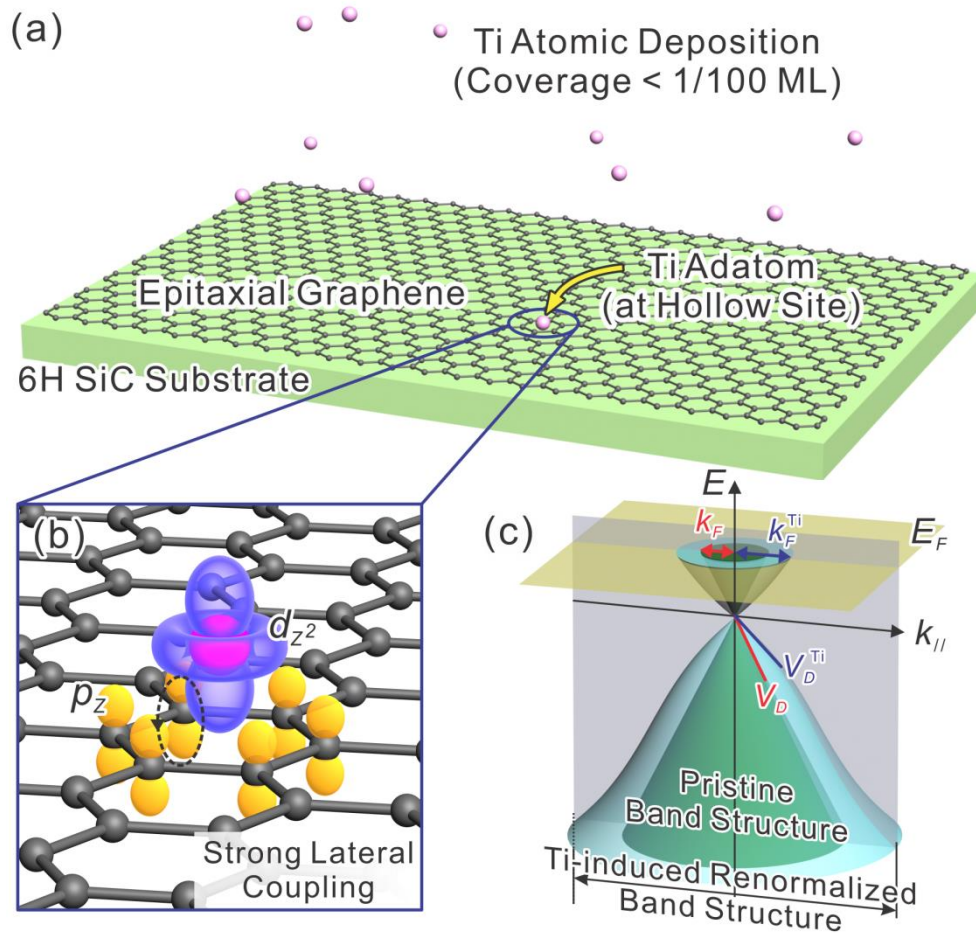 (a)
Ti Atomic Deposition
(Coverage < 1/100 ML)
Epitaxial Graphene
Ti Adatom
(at Hollow Site)
6H SiC Substrate
(b)
d_{z^2}
p_z
Strong Lateral
Coupling
(c)
E
k_F
k_F^{Ti}
E_F
k_{//}
V_D^{Ti}
V_D
Pristine
Band Structure
Ti-induced Renormalized
Band Structure